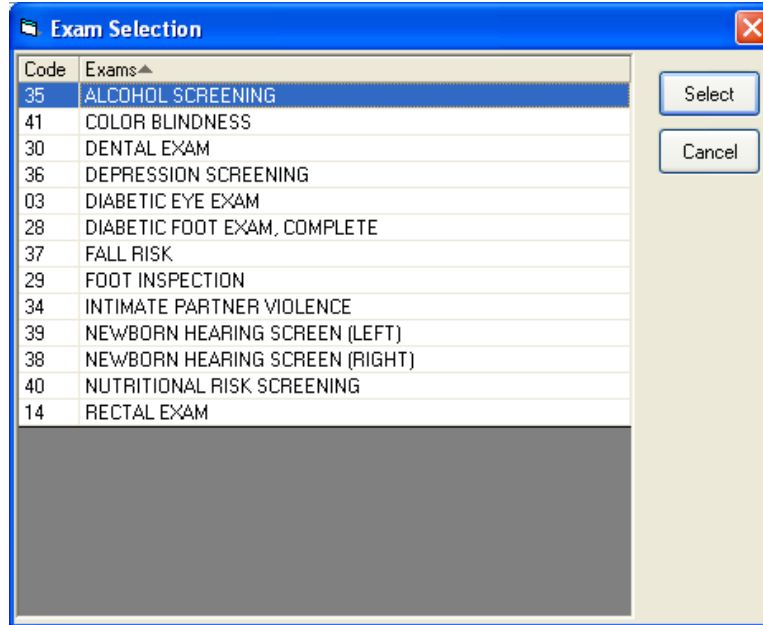 Exam Selection
Code Exams
35 ALCOHOL SCREENING
41 COLOR BLINDNESS
30 DENTAL EXAM
36 DEPRESSION SCREENING
03 DIABETIC EYE EXAM
28 DIABETIC FOOT EXAM, COMPLETE
37 FALL RISK
29 FOOT INSPECTION
34 INTIMATE PARTNER VIOLENCE
39 NEWBORN HEARING SCREEN (LEFT)
38 NEWBORN HEARING SCREEN (RIGHT)
40 NUTRITIONAL RISK SCREENING
14 RECTAL EXAM
Select
Cancel